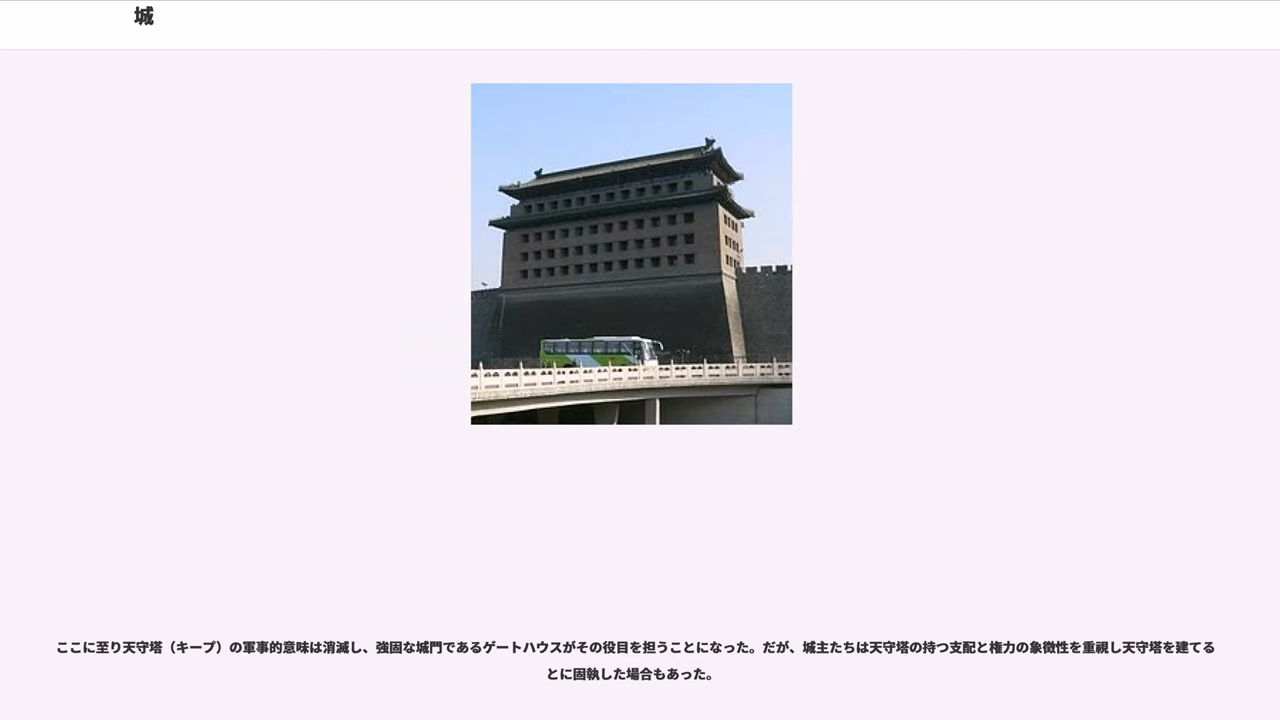 城
ここに至り天守塔（キープ）の軍事的意味は消滅し、強固な城門であるゲートハウスがその役目を担うことになった。だが、城主たちは天守塔の持つ支配と権力の象徴性を重視し天守塔を建てる
とに固執した場合もあった。